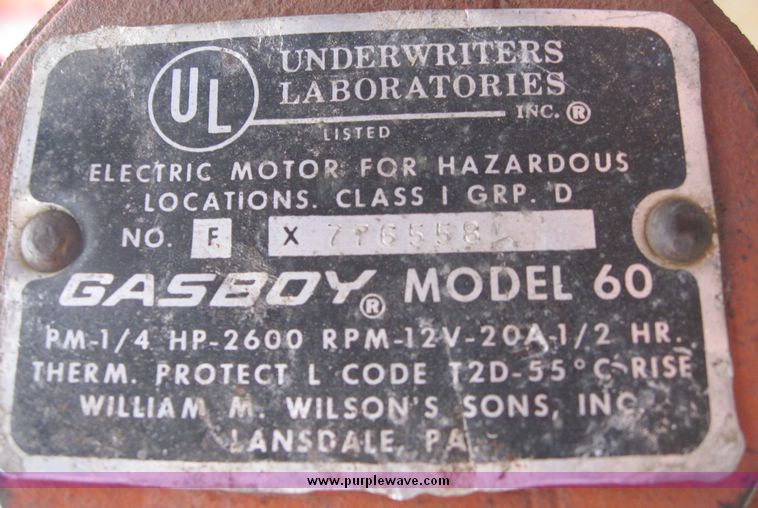 UL
UNDERWRITERS
LABORATORIES
INC.®
LISTED
ELECTRIC MOTOR FOR HAZARDOUS
LOCATIONS. CLASS I GRP. D
NO. F X
GASBOY® MODEL 60
PM-1/4 HP-2600 RPM-12V-20A-1/2 HR.
THERM. PROTECT L CODE T2D-55°C-RISE
WILLIAM M. WILSON'S SONS, INC.
LANSDALE, PA.
www.purplewave.com